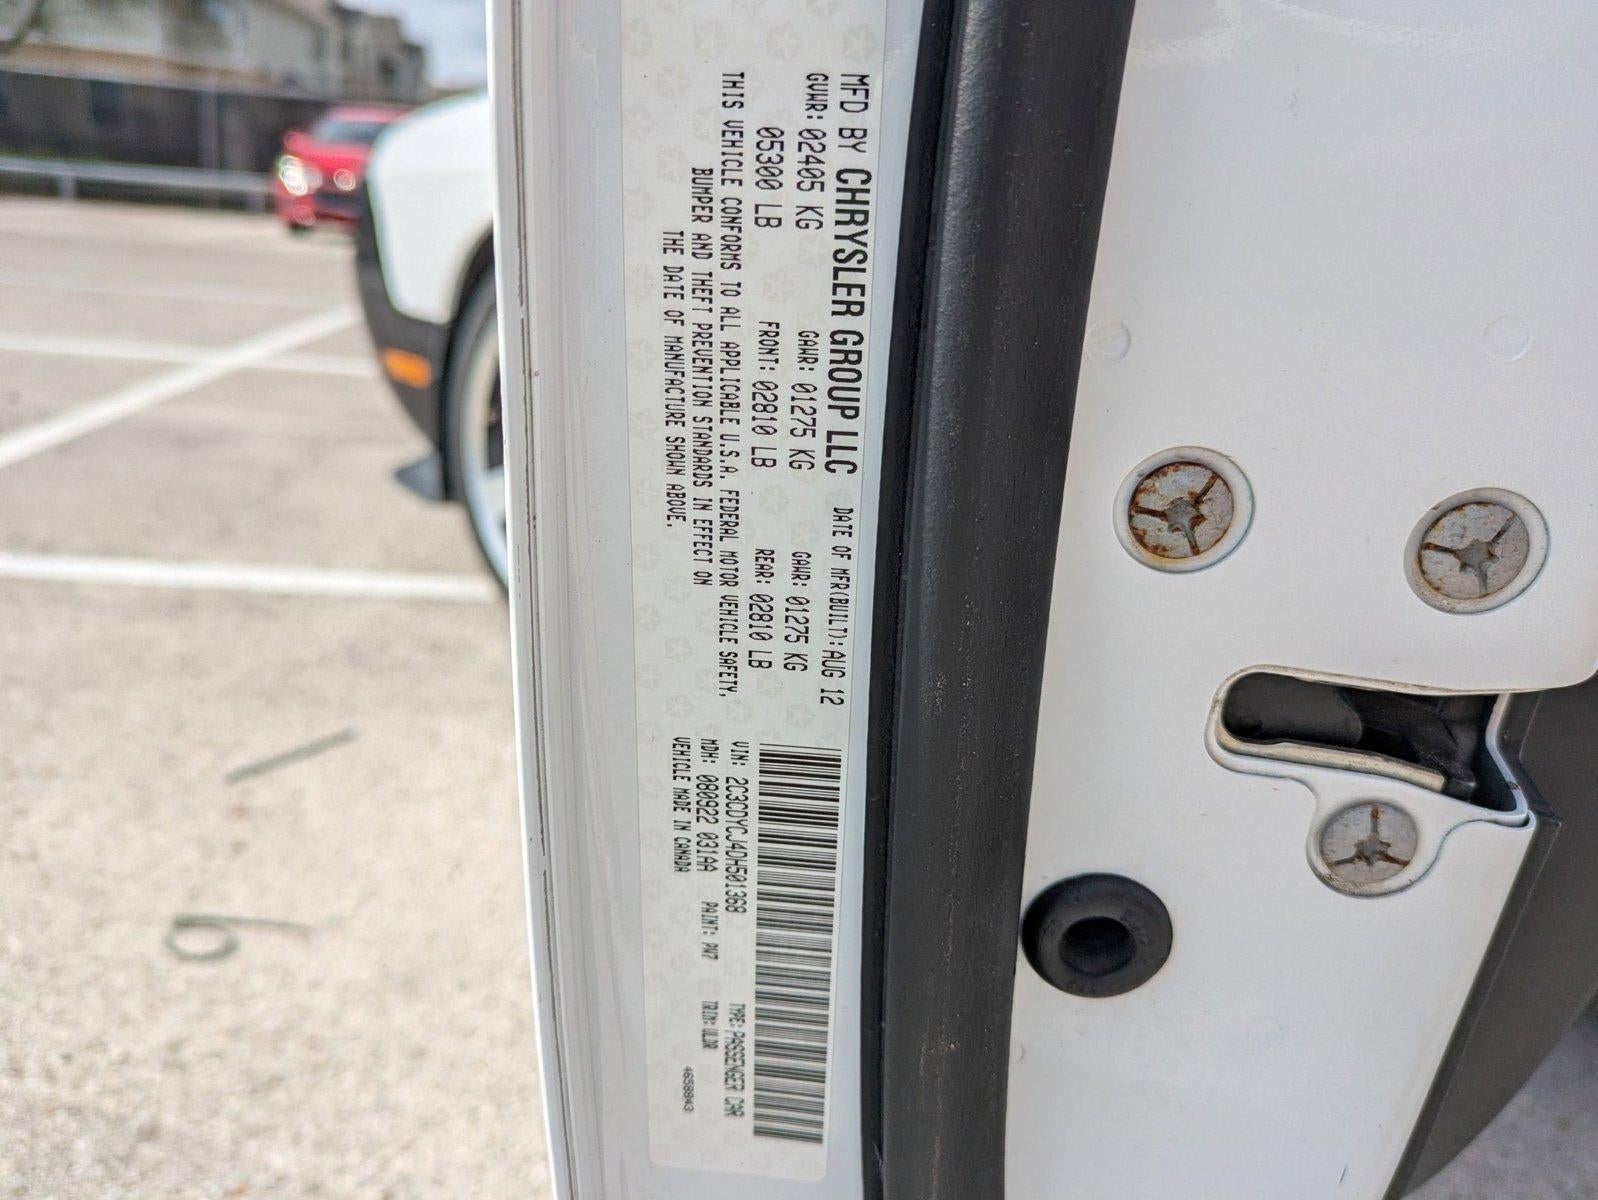 MFD BY CHRYSLER GROUP LLC DATE OF MFR(BUILT): AUG 12
GVWR: 02405 KG GAWR: 01275 KG GAWR: 01275 KG
05300 LB FRONT: 02810 LB REAR: 02810 LB
THIS VEHICLE CONFORMS TO ALL APPLICABLE U.S.A. FEDERAL MOTOR VEHICLE SAFETY,
BUMPER AND THEFT PREVENTION STANDARDS IN EFFECT ON
THE DATE OF MANUFACTURE SHOWN ABOVE.
VIN: 2C3CDYCJ4DH501368 TYPE: PASSENGER CAR
MDH: 080922 031AA PAINT: PW7 TRIM: ULDR
VEHICLE MADE IN CANADA 4658843
91